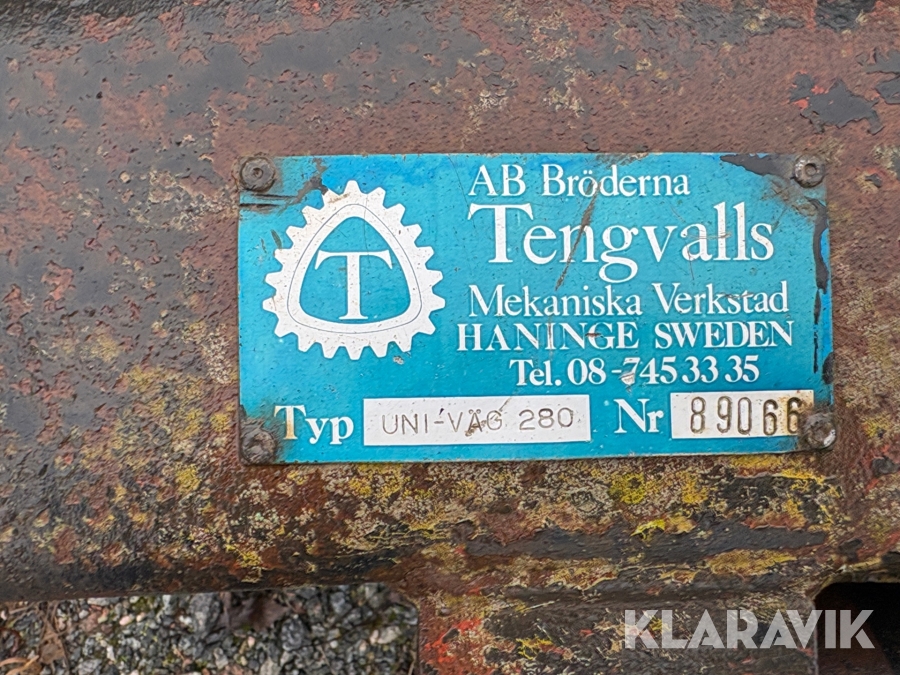 T
AB Bröderna
Tengvalls
Mekaniska Verkstad
HANINGE SWEDEN
Tel. 08-745 33 35
Typ UNI-VÄG 280 Nr 89066
KLARAVIK